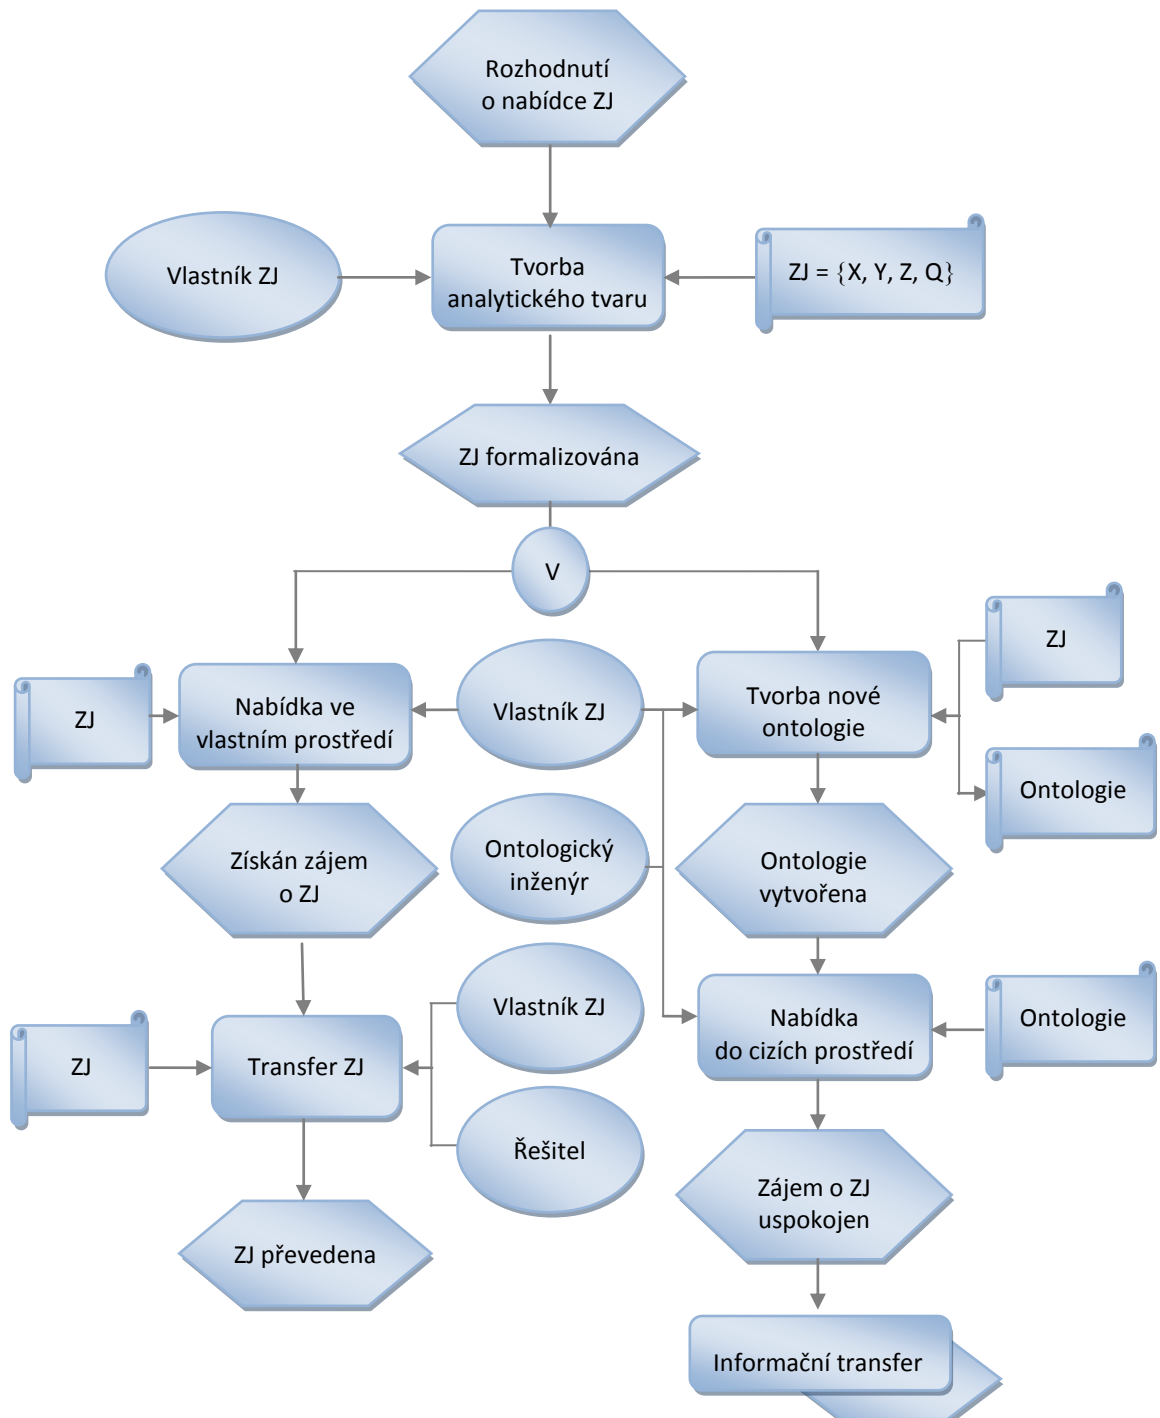 Rozhodnutí
o nabídce ZJ
Vlastník ZJ
Tvorba
analytického tvaru
ZJ = {X, Y, Z, Q}
ZJ formalizována
V
ZJ
Nabídka ve
vlastním prostředí
Vlastník ZJ
Tvorba nové
ontologie
ZJ
Ontologie
Získán zájem
o ZJ
Ontologický
inženýr
Ontologie
vytvořena
ZJ
Transfer ZJ
Vlastník ZJ
Řešitel
Nabídka
do cizích prostředí
Ontologie
ZJ převedena
Zájem o ZJ
uspokojen
Informační transfer